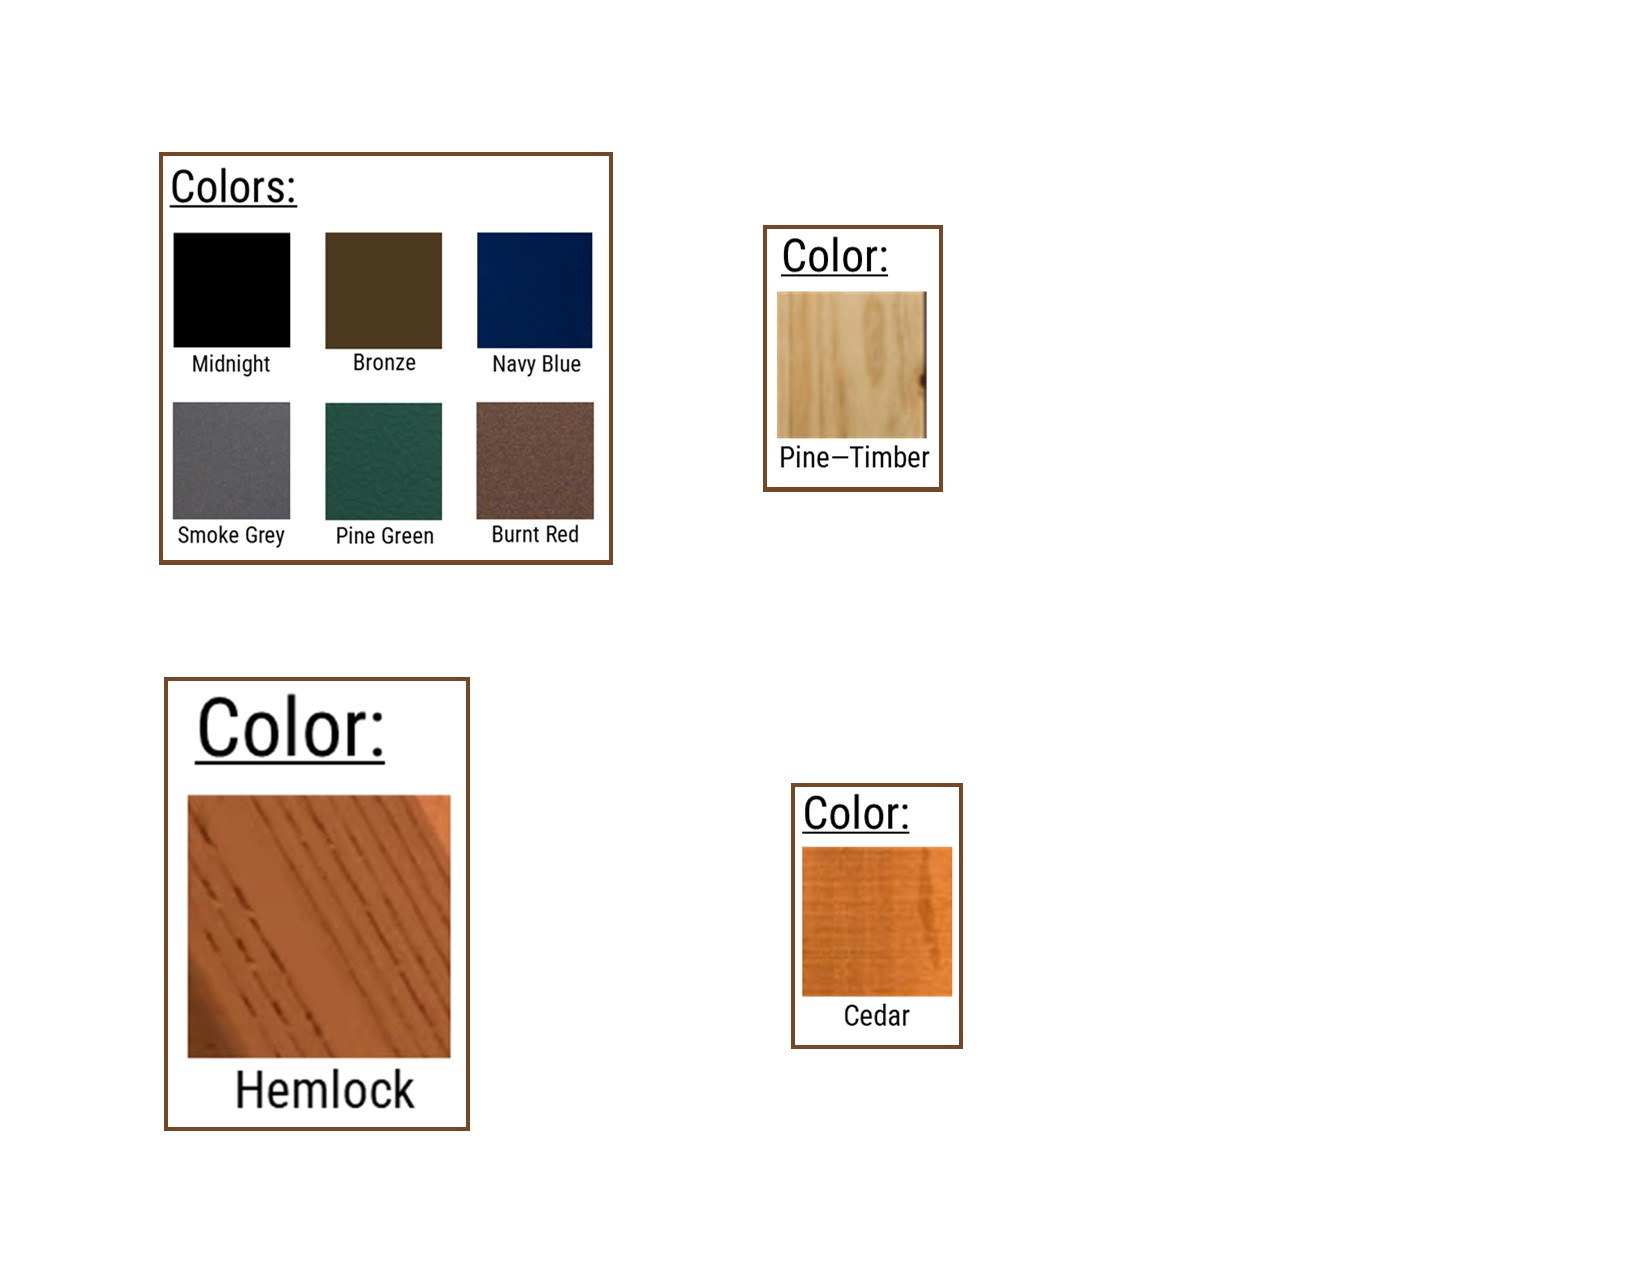 Colors:
Midnight
Bronze
Navy Blue
Smoke Grey
Pine Green
Burnt Red
Color:
Pine—Timber
Color:
Hemlock
Color:
Cedar